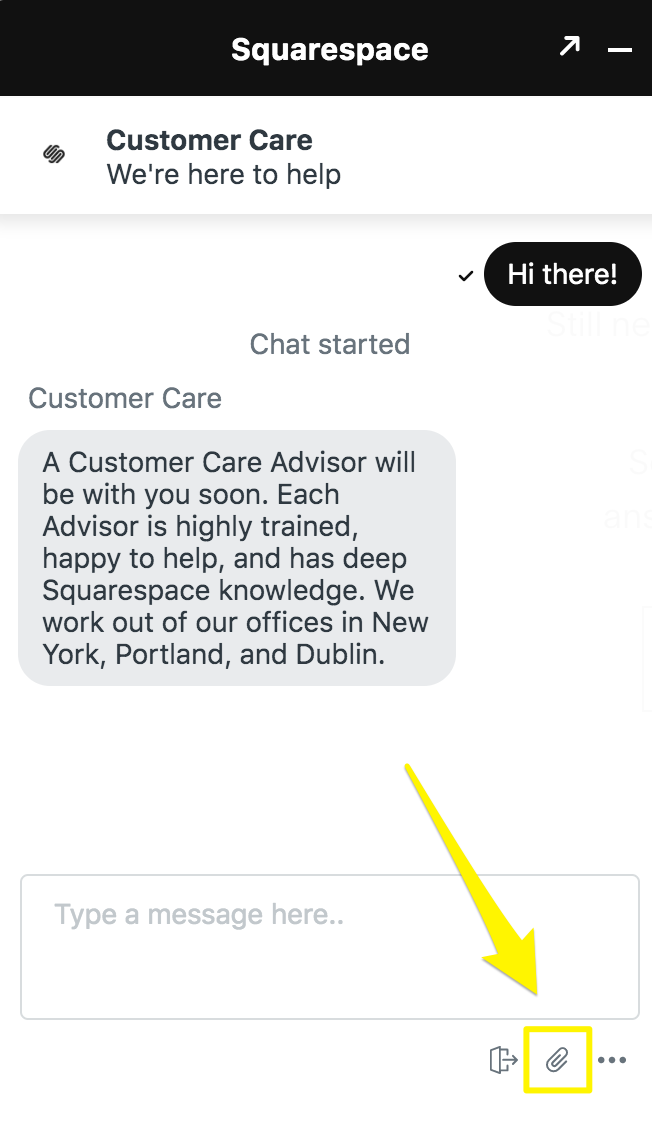 Squarespace
Customer Care
We're here to help
Hi there!
Still ne
Chat started
Customer Care
A Customer Care Advisor will
be with you soon. Each
Advisor is highly trained,
happy to help, and has deep
Squarespace knowledge. We
work out of our offices in New
York, Portland, and Dublin.
Type a message here..